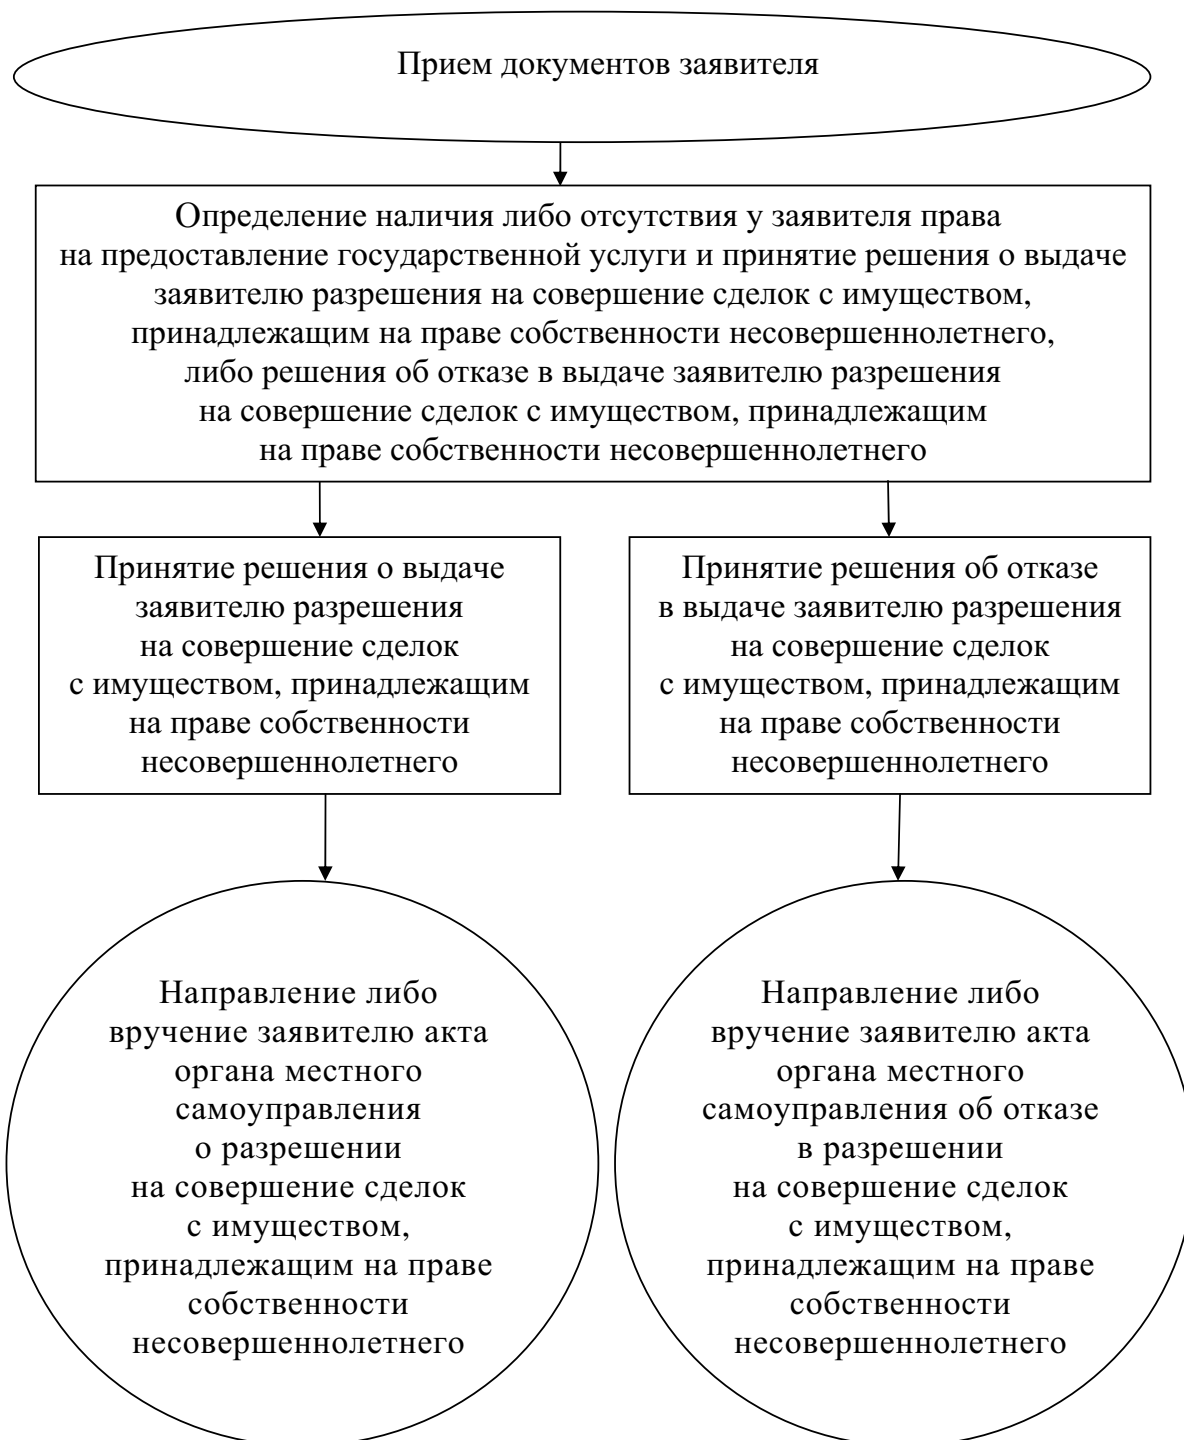 Прием документов заявителя
Определение наличия либо отсутствия у заявителя права
на предоставление государственной услуги и принятие решения о выдаче
заявителю разрешения на совершение сделок с имуществом,
принадлежащим на праве собственности несовершеннолетнего,
либо решения об отказе в выдаче заявителю разрешения
на совершение сделок с имуществом, принадлежащим
на праве собственности несовершеннолетнего
Принятие решения о выдаче
заявителю разрешения
на совершение сделок
с имуществом, принадлежащим
на праве собственности
несовершеннолетнего
Принятие решения об отказе
в выдаче заявителю разрешения
на совершение сделок
с имуществом, принадлежащим
на праве собственности
несовершеннолетнего
Направление либо
вручение заявителю акта
органа местного
самоуправления
о разрешении
на совершение сделок
с имуществом,
принадлежащим на праве
собственности
несовершеннолетнего
Направление либо
вручение заявителю акта
органа местного
самоуправления об отказе
в разрешении
на совершение сделок
с имуществом,
принадлежащим на праве
собственности
несовершеннолетнего